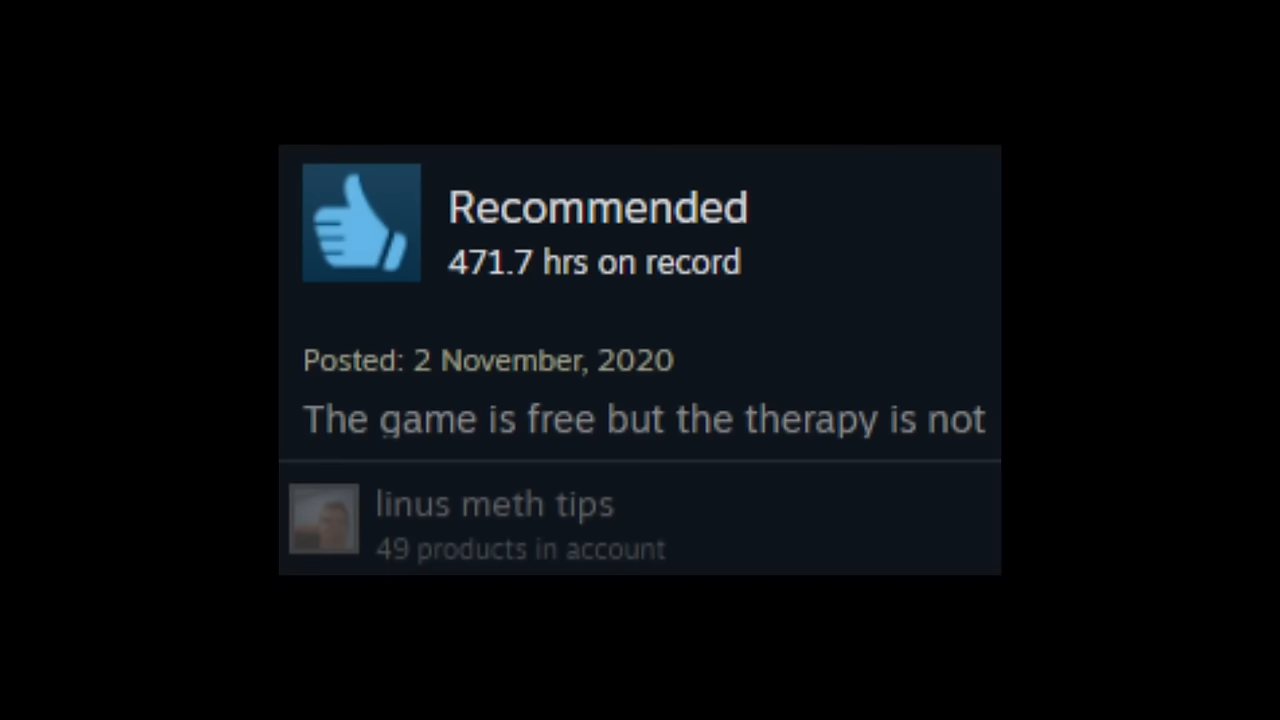 Recommended
471.7 hrs on record
Posted: 2 November, 2020
The game is free but the therapy is not
linus meth tips
49 products in account